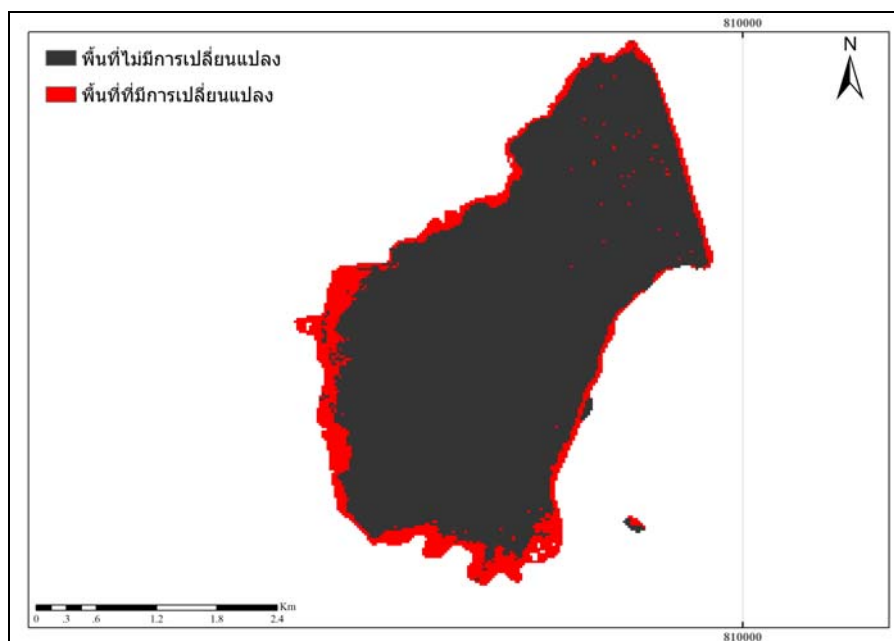 810000
พื้นที่ไม่มีการเปลี่ยนแปลง
N
พื้นที่ที่มีการเปลี่ยนแปลง
Km
0 .3 .6 1.2 1.8 2.4
810000